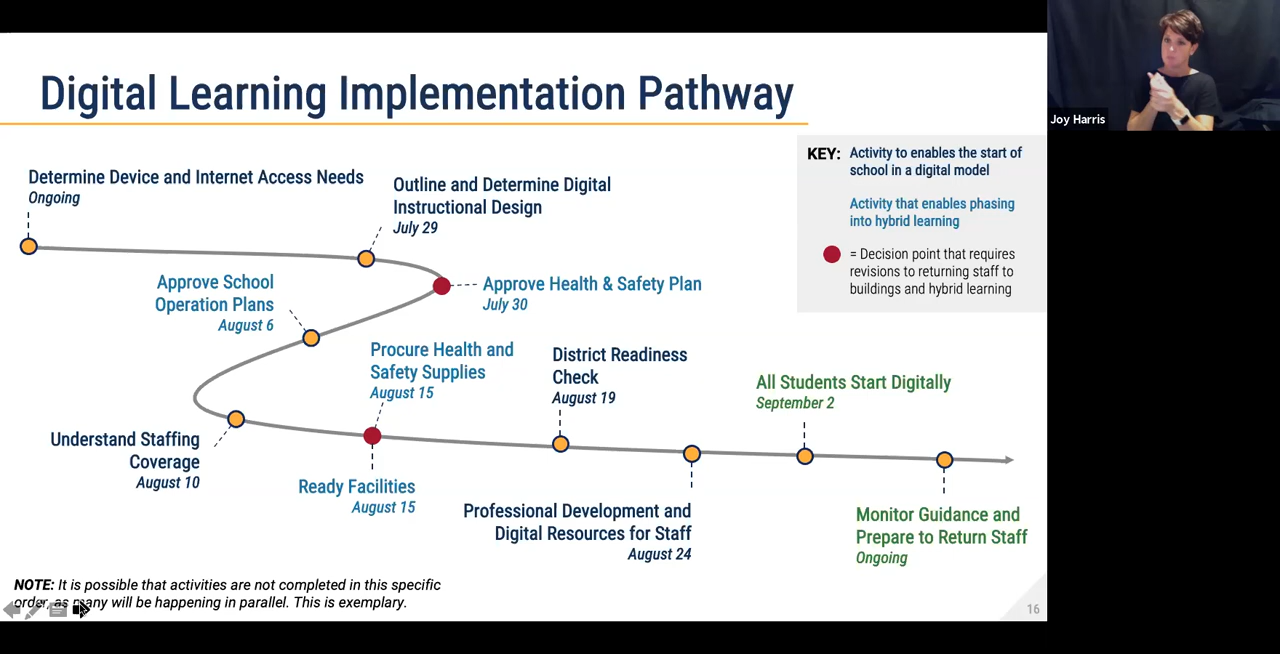 Digital Learning Implementation Pathway
Joy Harris
KEY: Activity to enables the start of
school in a digital model
Activity that enables phasing
into hybrid learning
= Decision point that requires
revisions to returning staff to
buildings and hybrid learning
Determine Device and Internet Access Needs
Ongoing
Outline and Determine Digital
Instructional Design
July 29
Approve Health & Safety Plan
July 30
Approve School
Operation Plans
August 6
Understand Staffing
Coverage
August 10
Procure Health and
Safety Supplies
August 15
Ready Facilities
August 15
District Readiness
Check
August 19
Professional Development and
Digital Resources for Staff
August 24
All Students Start Digitally
September 2
Monitor Guidance and
Prepare to Return Staff
Ongoing
NOTE: It is possible that activities are not completed in this specific
order, as many will be happening in parallel. This is exemplary.
16